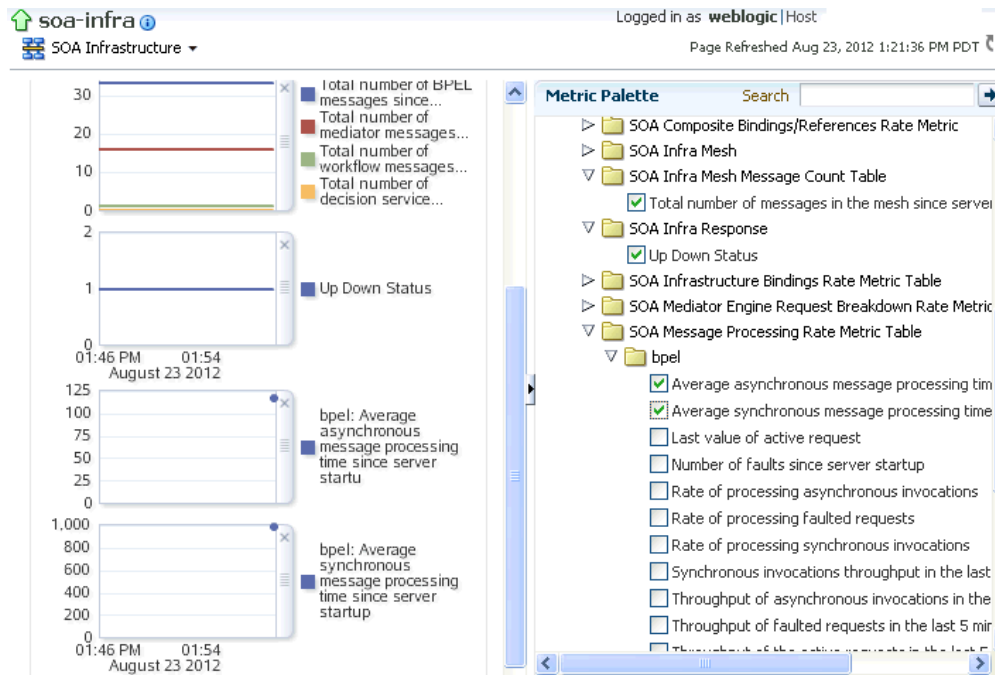 soa-infra
Logged in as weblogic|Host
SOA Infrastructure
Page Refreshed Aug 23, 2012 1:21:36 PM PDT
30
20
10
0
Total number of BPEL
messages since...
Total number of
mediator messages...
Total number of
workflow messages...
Total number of
decision service...
2
1
0
Up Down Status
01:46 PM 01:54
August 23 2012
125
100
75
50
25
0
bpel: Average
asynchronous
message processing
time since server
startu
1,000
800
600
400
200
0
bpel: Average
synchronous
message processing
time since server
startup
01:46 PM 01:54
August 23 2012
Metric Palette Search
SOA Composite Bindings/References Rate Metric
SOA Infra Mesh
SOA Infra Mesh Message Count Table
Total number of messages in the mesh since server
SOA Infra Response
Up Down Status
SOA Infrastructure Bindings Rate Metric Table
SOA Mediator Engine Request Breakdown Rate Metric
SOA Message Processing Rate Metric Table
bpel
Average asynchronous message processing tim
Average synchronous message processing time
Last value of active request
Number of faults since server startup
Rate of processing asynchronous invocations
Rate of processing faulted requests
Rate of processing synchronous invocations
Synchronous invocations throughput in the last
Throughput of asynchronous invocations in the
Throughput of faulted requests in the last 5 mir
Throughput of the active requests in the last 5